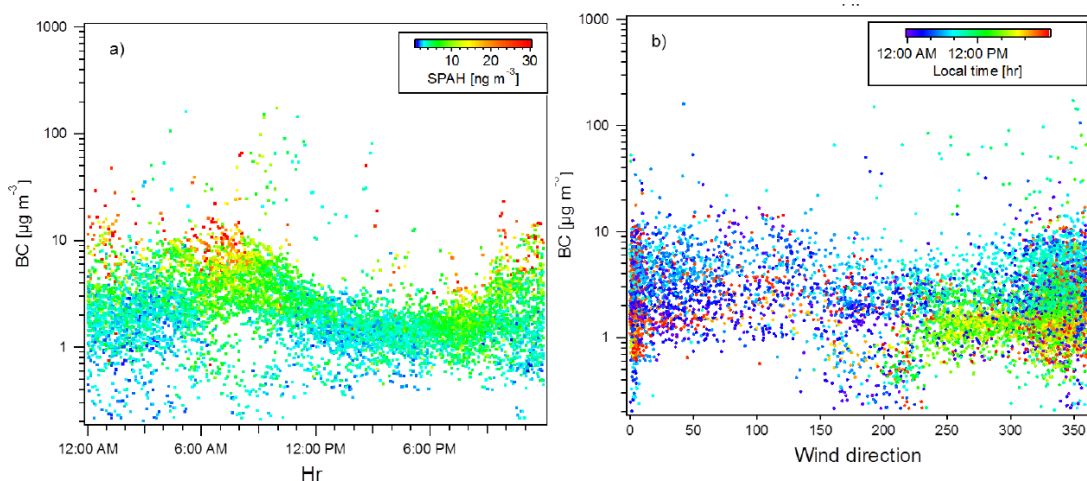 1000
100
10
1
BC [µg m⁻³]
a)
10 20 30
SPAH [ng m⁻³]
12:00 AM 6:00 AM 12:00 PM 6:00 PM
Hr
1000
100
10
1
BC [µg m⁻³]
b)
12:00 AM 12:00 PM
Local time [hr]
0 50 100 150 200 250 300 350
Wind direction